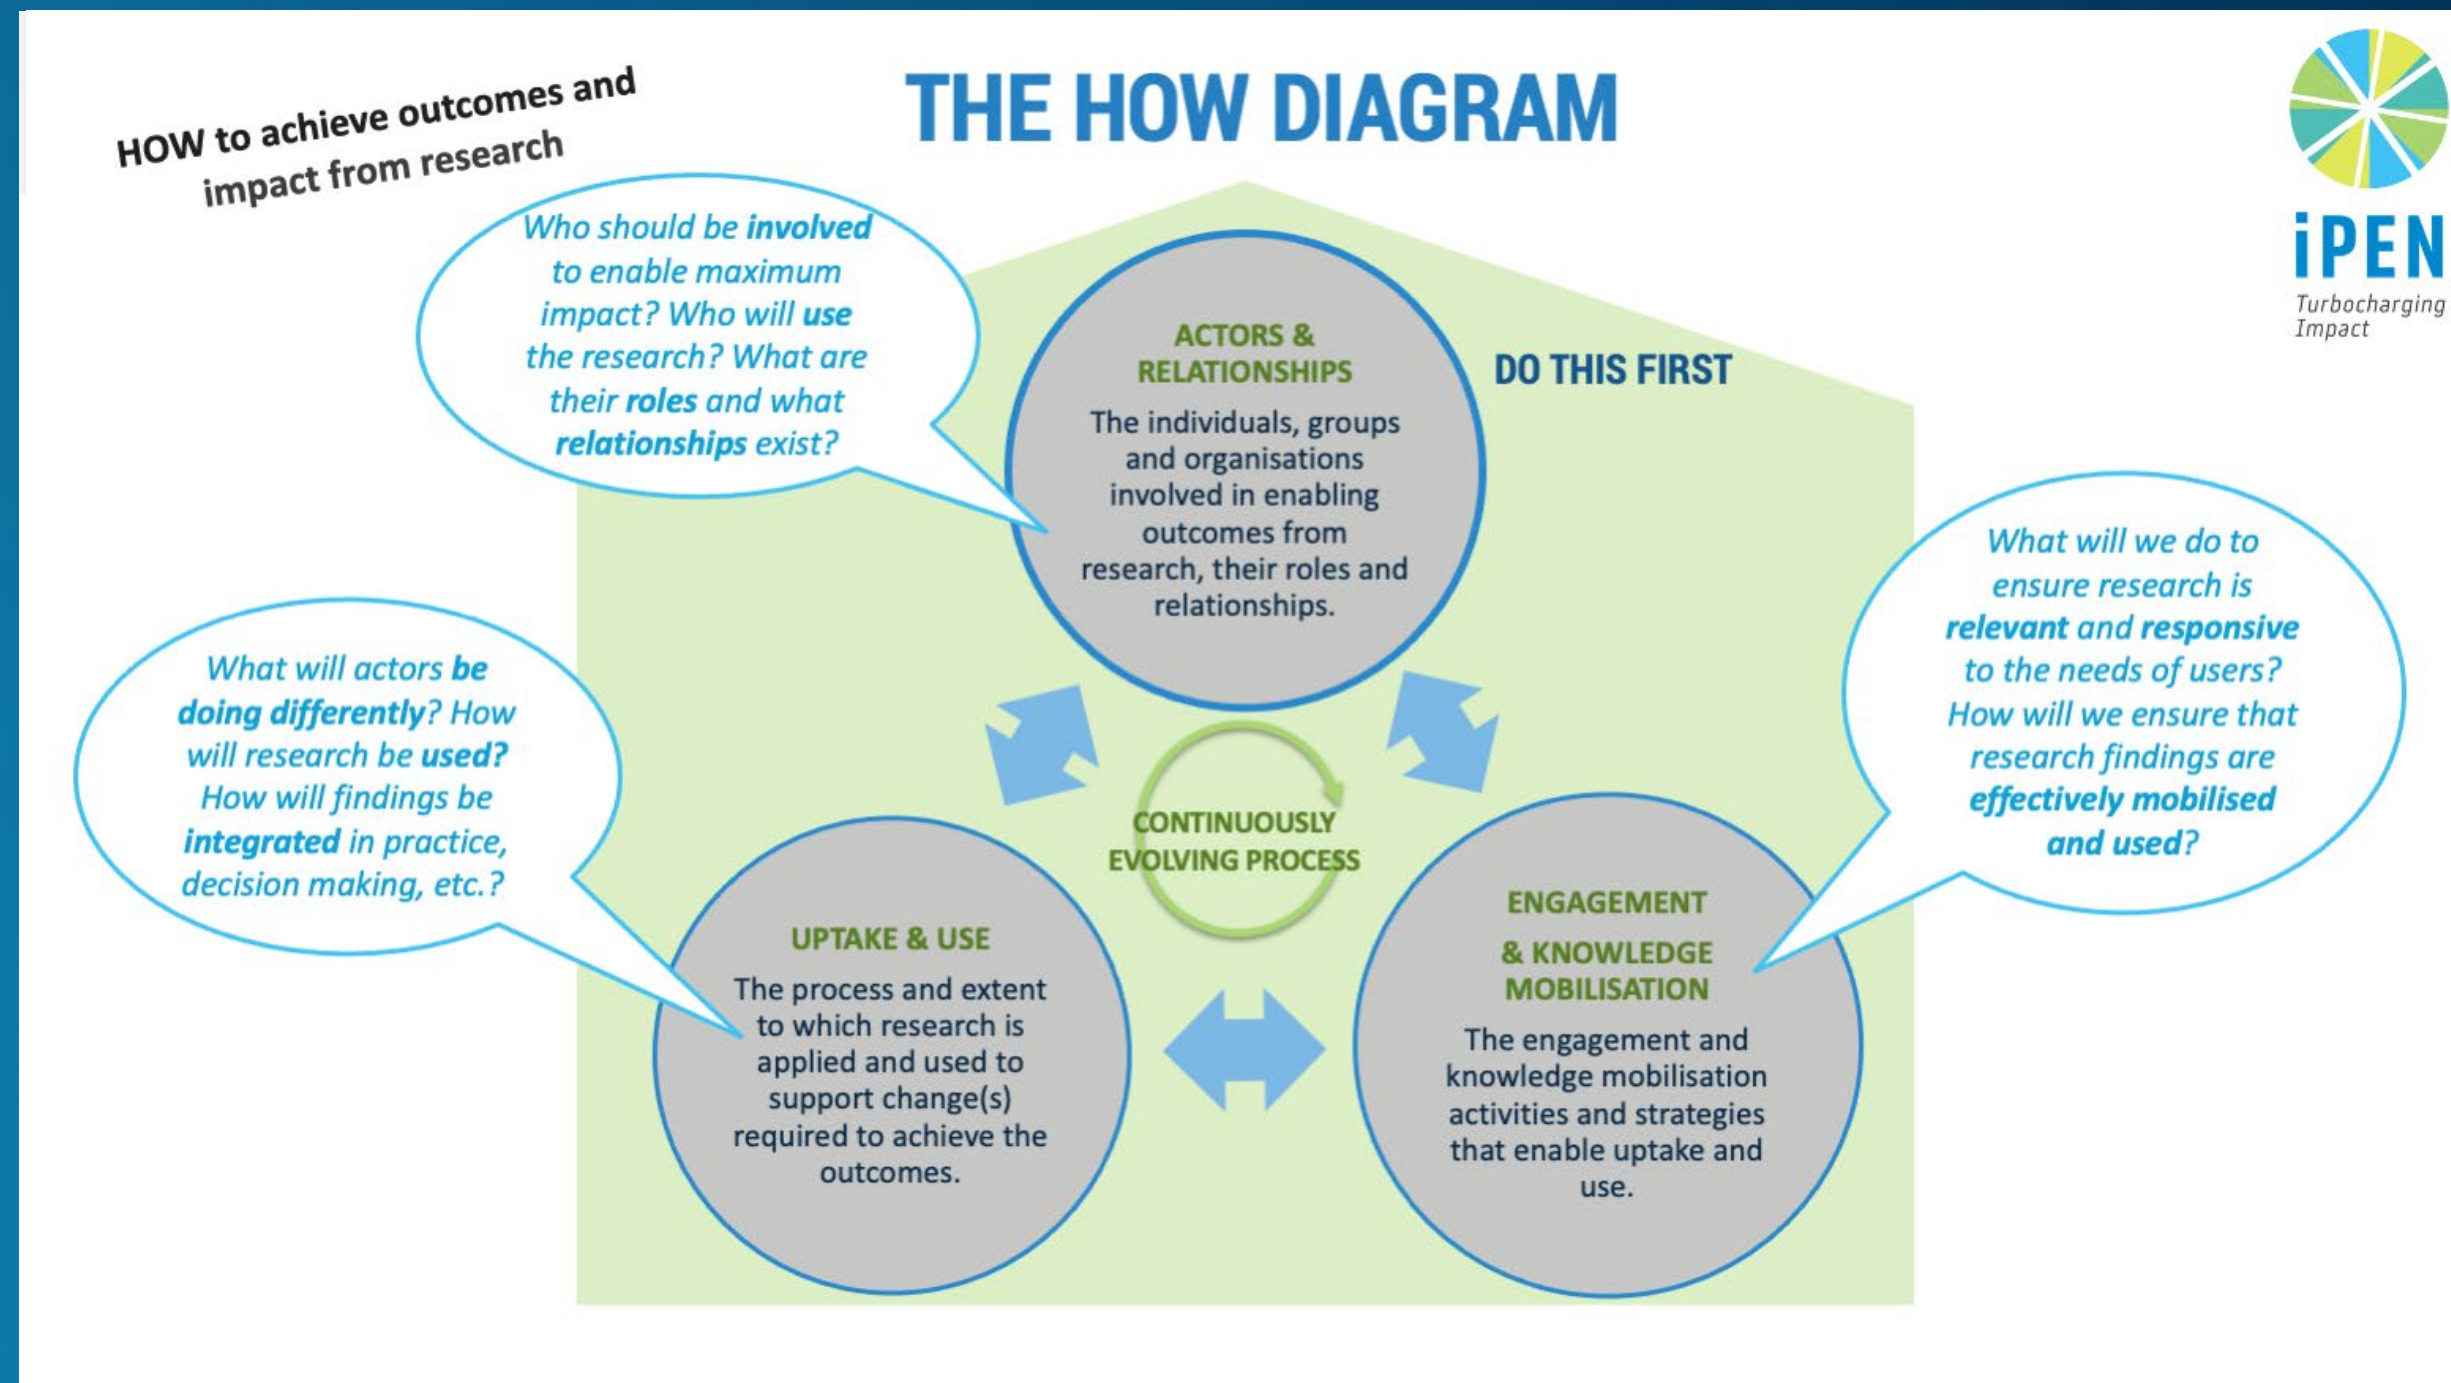 HOW to achieve outcomes and
impact from research
THE HOW DIAGRAM
iPEN
Turbocharging
Impact
Who should be involved
to enable maximum
impact? Who will use
the research? What are
their roles and what
relationships exist?
ACTORS &
RELATIONSHIPS
The individuals, groups
and organisations
involved in enabling
outcomes from
research, their roles and
relationships.
DO THIS FIRST
What will actors be
doing differently? How
will research be used?
How will findings be
integrated in practice,
decision making, etc.?
What will we do to
ensure research is
relevant and responsive
to the needs of users?
How will we ensure that
research findings are
effectively mobilised
and used?
CONTINUOUSLY
EVOLVING PROCESS
UPTAKE & USE
The process and extent
to which research is
applied and used to
support change(s)
required to achieve the
outcomes.
ENGAGEMENT
& KNOWLEDGE
MOBILISATION
The engagement and
knowledge mobilisation
activities and strategies
that enable uptake and
use.